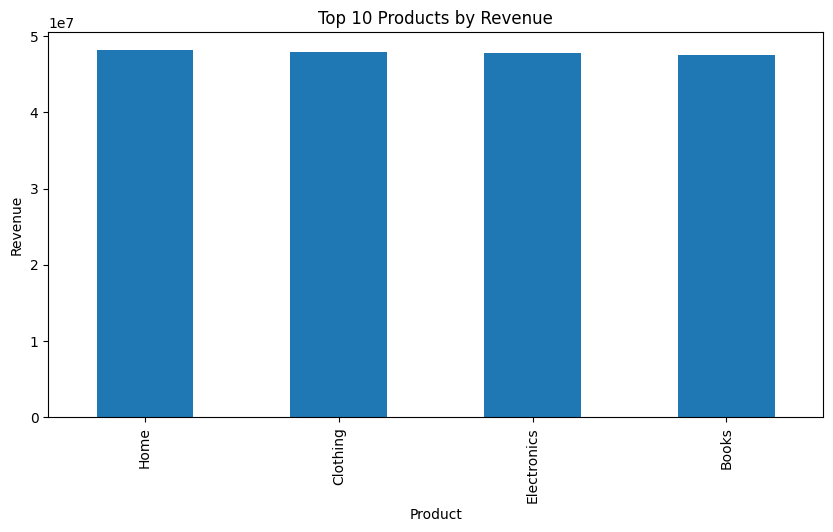 Top 10 Products by Revenue
1e7
5
4
3
2
1
0
Revenue
Home
Clothing
Electronics
Books
Product